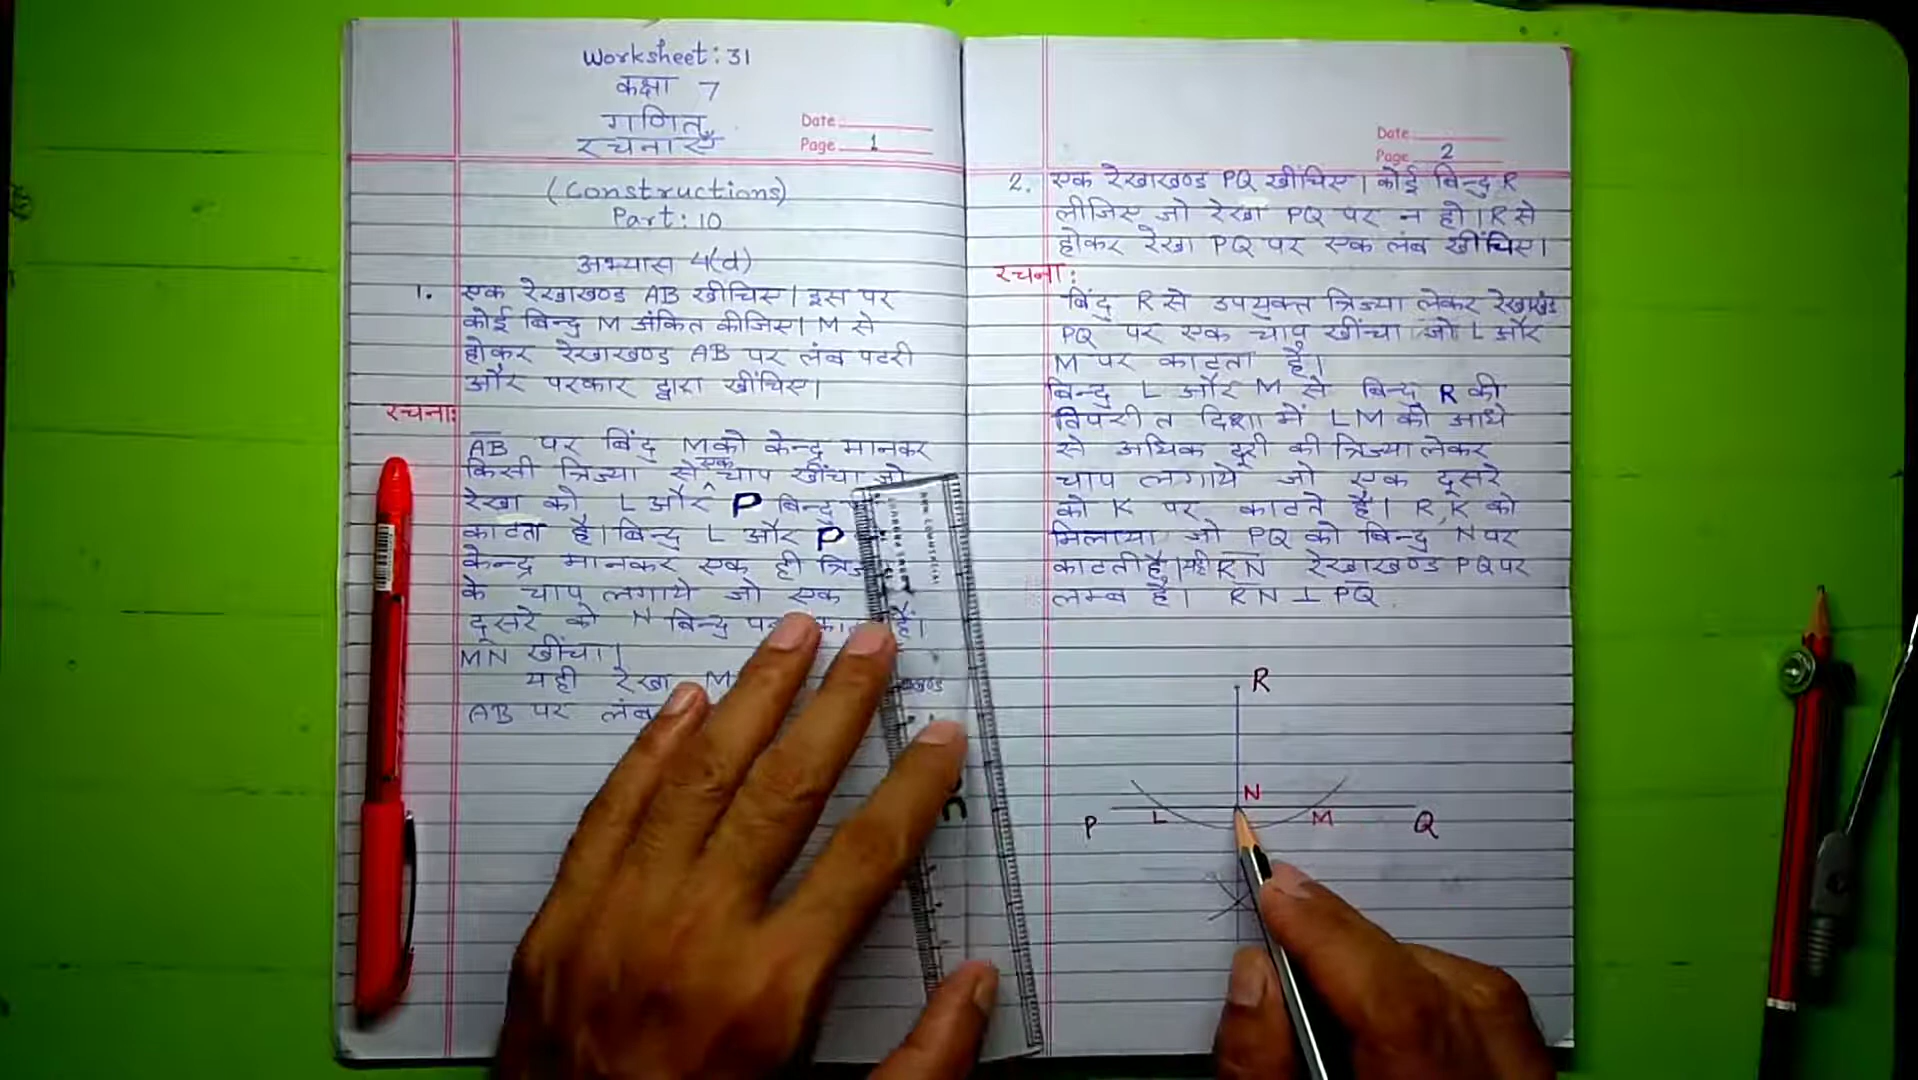 Worksheet: 31
कक्षा 7
गणित
रचनाएँ
Date
Page 1
(Constructions)
Part: 10
अभ्यास 4(d)
1. एक रेखाखण्ड AB खींचिए। इस पर
कोई बिन्दु M अंकित कीजिए। M से
होकर रेखाखण्ड AB पर लंब पटरी
और परकार द्वारा खींचिए।
रचना:
AB पर बिंदु M को केन्द्र मानकर
किसी त्रिज्या से एक चाप खींचा जो
रेखा को L और P बिन्दु
काटता है। बिन्दु L और P
केन्द्र मानकर एक ही
के चाप लगाये जो एक
दूसरे को N बिन्दु हैं।
MN खींचा।
यही रेखा
AB पर लंब
Date
Page 2
2. एक रेखाखण्ड PQ खींचिए। कोई बिन्दु R
लीजिए जो रेखा PQ पर न हो। R से
होकर रेखा PQ पर एक लंब खींचिए।
रचना:
बिंदु R से उपयुक्त त्रिज्या लेकर रेखाखंड
PQ पर एक चाप खींचा जो L और
M पर काटता है।
बिन्दु L और M से बिन्दु R की
विपरीत दिशा में LM की आधे
से अधिक दूरी की त्रिज्या लेकर
चाप लगाये जो एक दूसरे
को K पर काटते हैं। R, K को
मिलाया जो PQ को बिन्दु N पर
काटती है। यही RN रेखाखण्ड PQ पर
लम्ब है। RN ⊥ PQ
R
N
P L M Q